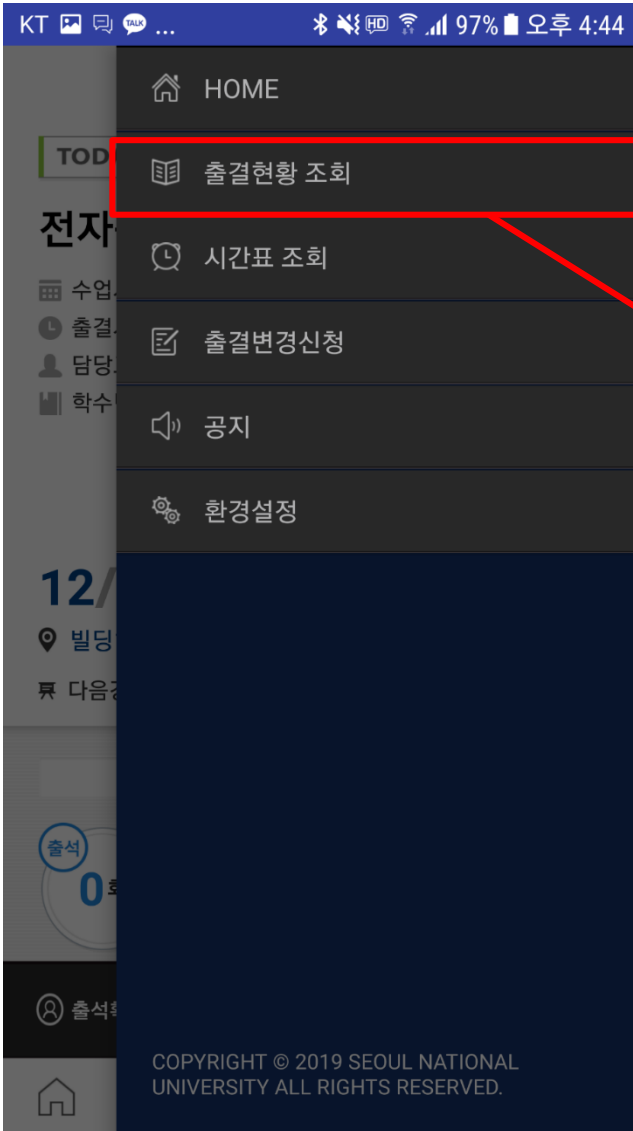 KT TALK ... HD 97% 오후 4:44
HOME
TOD
출결현황 조회
전자
시간표 조회
수업
출결
출결변경신청
담당
학수
공지
환경설정
12/
빌딩
다음
출석
0
출석
COPYRIGHT © 2019 SEOUL NATIONAL
UNIVERSITY ALL RIGHTS RESERVED.